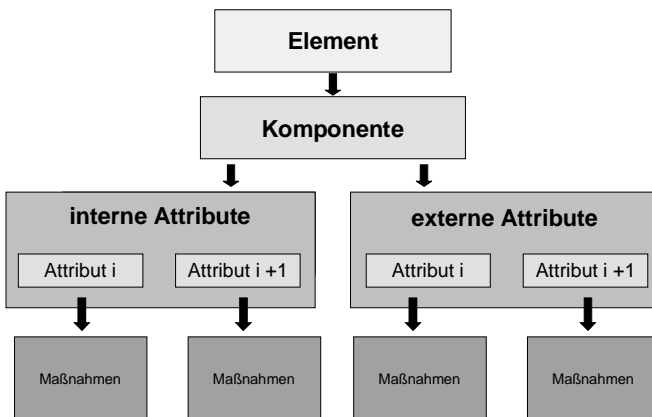 Element
Komponente
interne Attribute
externe Attribute
Attribut i
Attribut i +1
Attribut i
Attribut i +1
Maßnahmen
Maßnahmen
Maßnahmen
Maßnahmen